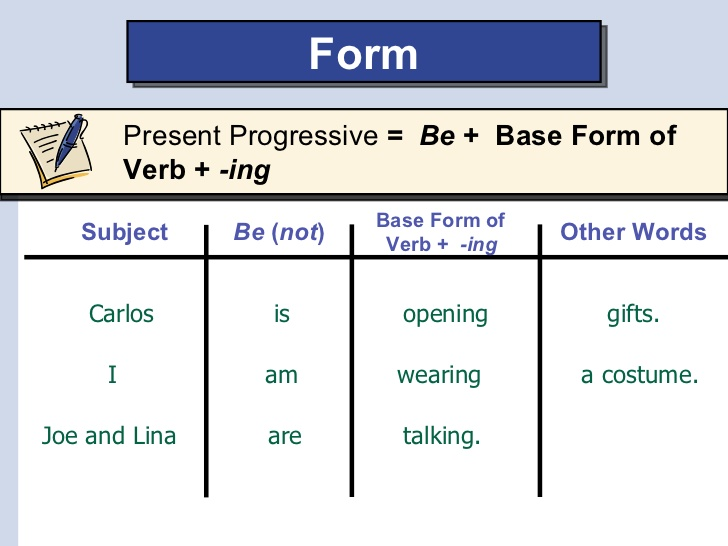 Form
Present Progressive = Be + Base Form of
Verb + -ing
Subject Be (not) Base Form of Verb + -ing Other Words
Carlos is opening gifts.
I am wearing a costume.
Joe and Lina are talking.